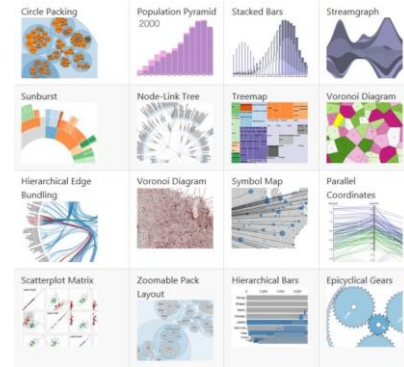 Circle Packing
Population Pyramid
2000
Stacked Bars
Streamgraph
Sunburst
Node-Link Tree
Treemap
Voronoi Diagram
Hierarchical Edge
Bundling
Voronoi Diagram
Symbol Map
Parallel
Coordinates
Scatterplot Matrix
Zoomable Pack
Layout
Hierarchical Bars
Epicyclical Gears